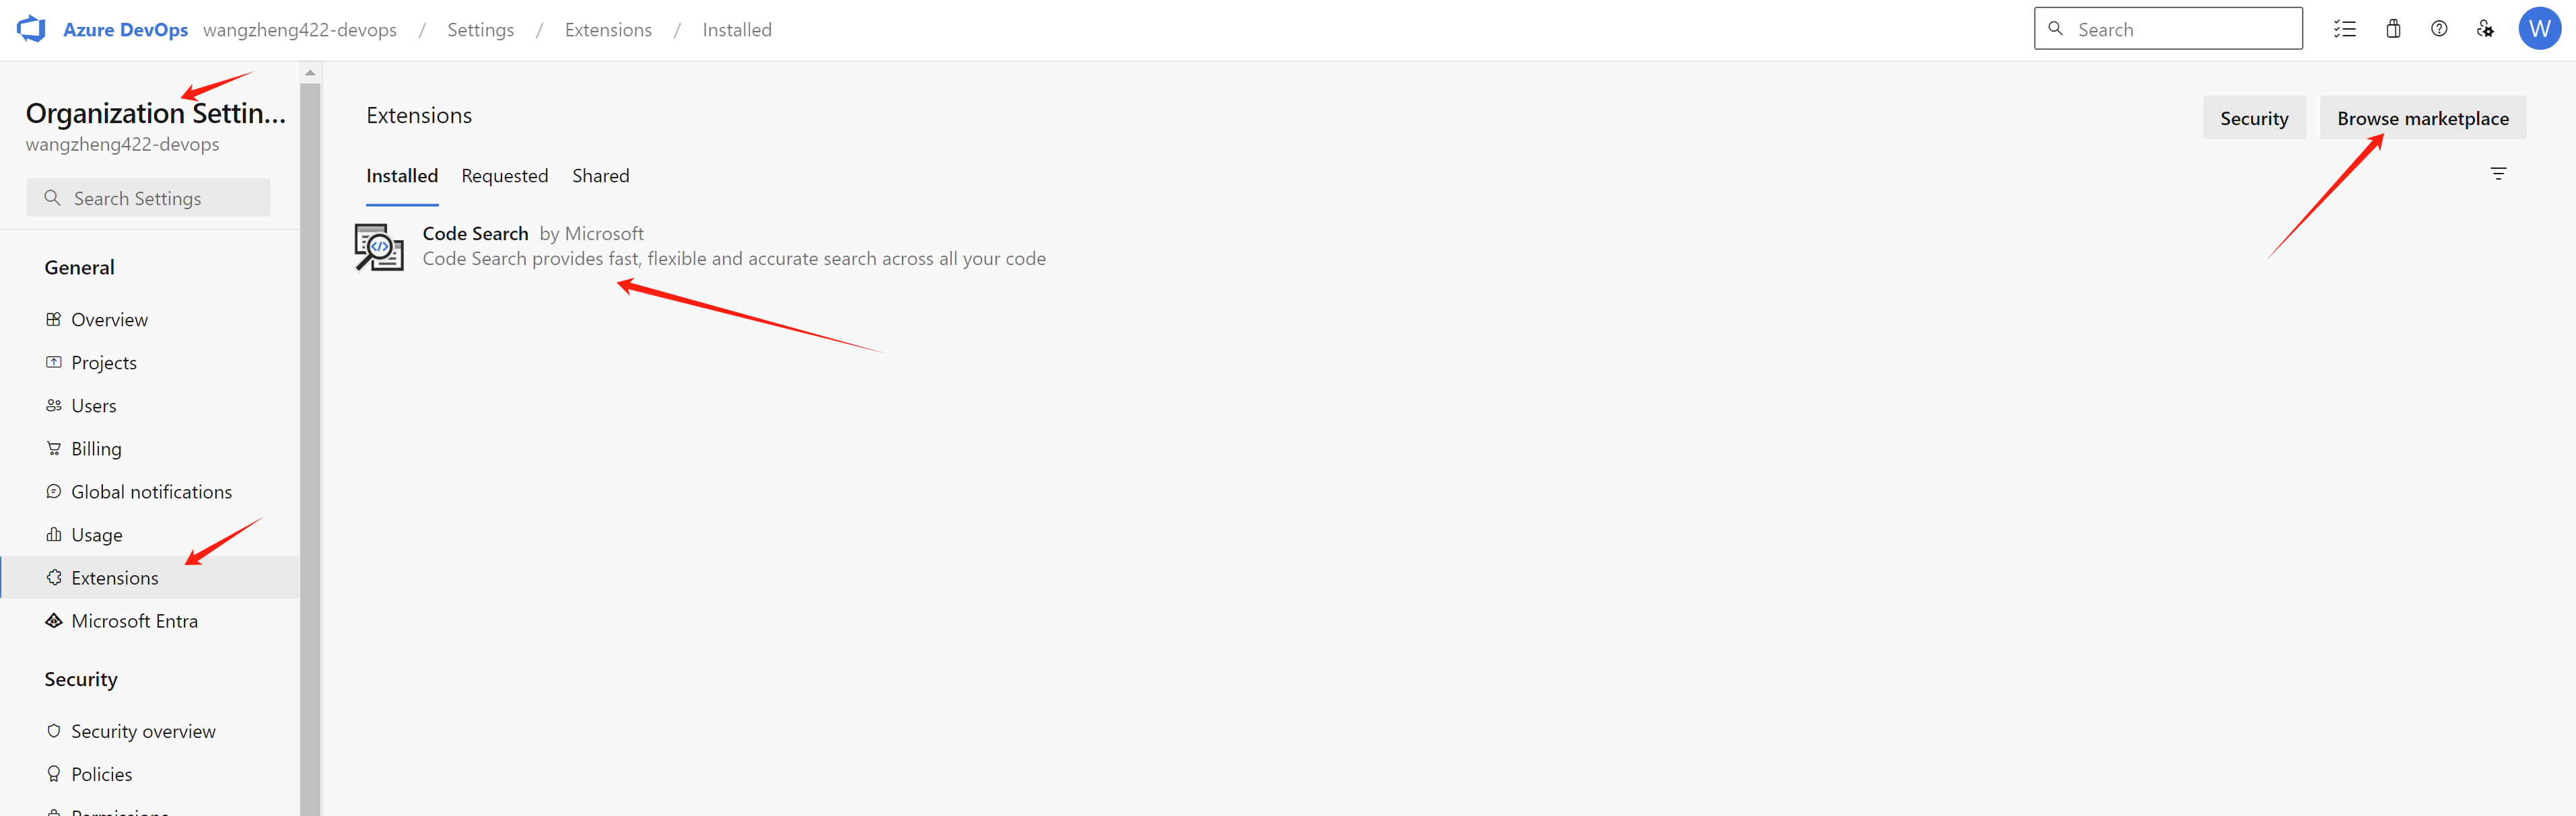 Azure DevOps wangzheng422-devops / Settings / Extensions / Installed
Search
W
Organization Settin...
wangzheng422-devops
Search Settings
General
Overview
Projects
Users
Billing
Global notifications
Usage
Extensions
Microsoft Entra
Security
Security overview
Policies
Permissions
Extensions
Security
Browse marketplace
Installed Requested Shared
Code Search by Microsoft
Code Search provides fast, flexible and accurate search across all your code